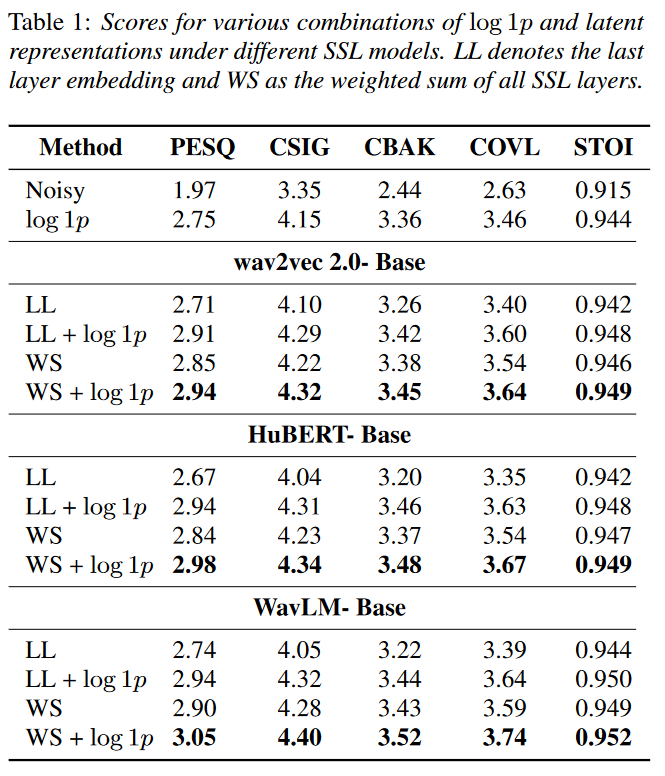 Table 1: Scores for various combinations of log 1p and latent
representations under different SSL models. LL denotes the last
layer embedding and WS as the weighted sum of all SSL layers.
Method PESQ CSIG CBAK COVL STOI
Noisy 1.97 3.35 2.44 2.63 0.915
log 1p 2.75 4.15 3.36 3.46 0.944
wav2vec 2.0- Base
LL 2.71 4.10 3.26 3.40 0.942
LL + log 1p 2.91 4.29 3.42 3.60 0.948
WS 2.85 4.22 3.38 3.54 0.946
WS + log 1p 2.94 4.32 3.45 3.64 0.949
HuBERT- Base
LL 2.67 4.04 3.20 3.35 0.942
LL + log 1p 2.94 4.31 3.46 3.63 0.948
WS 2.84 4.23 3.37 3.54 0.947
WS + log 1p 2.98 4.34 3.48 3.67 0.949
WavLM- Base
LL 2.74 4.05 3.22 3.39 0.944
LL + log 1p 2.94 4.32 3.44 3.64 0.950
WS 2.90 4.28 3.43 3.59 0.949
WS + log 1p 3.05 4.40 3.52 3.74 0.952